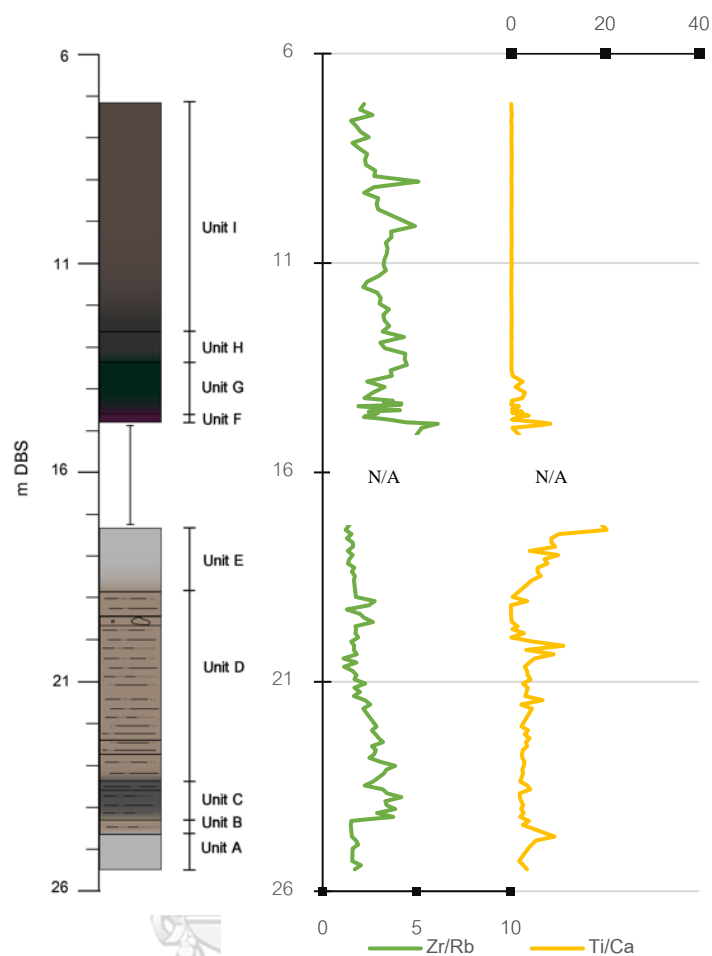 0 20 40
6 6
Unit I
11 11
Unit H
Unit G
Unit F
m DBS
16 16
N/A N/A
Unit E
Unit D
21 21
Unit C
Unit B
Unit A
26 26
0 5 10
Zr/Rb Ti/Ca